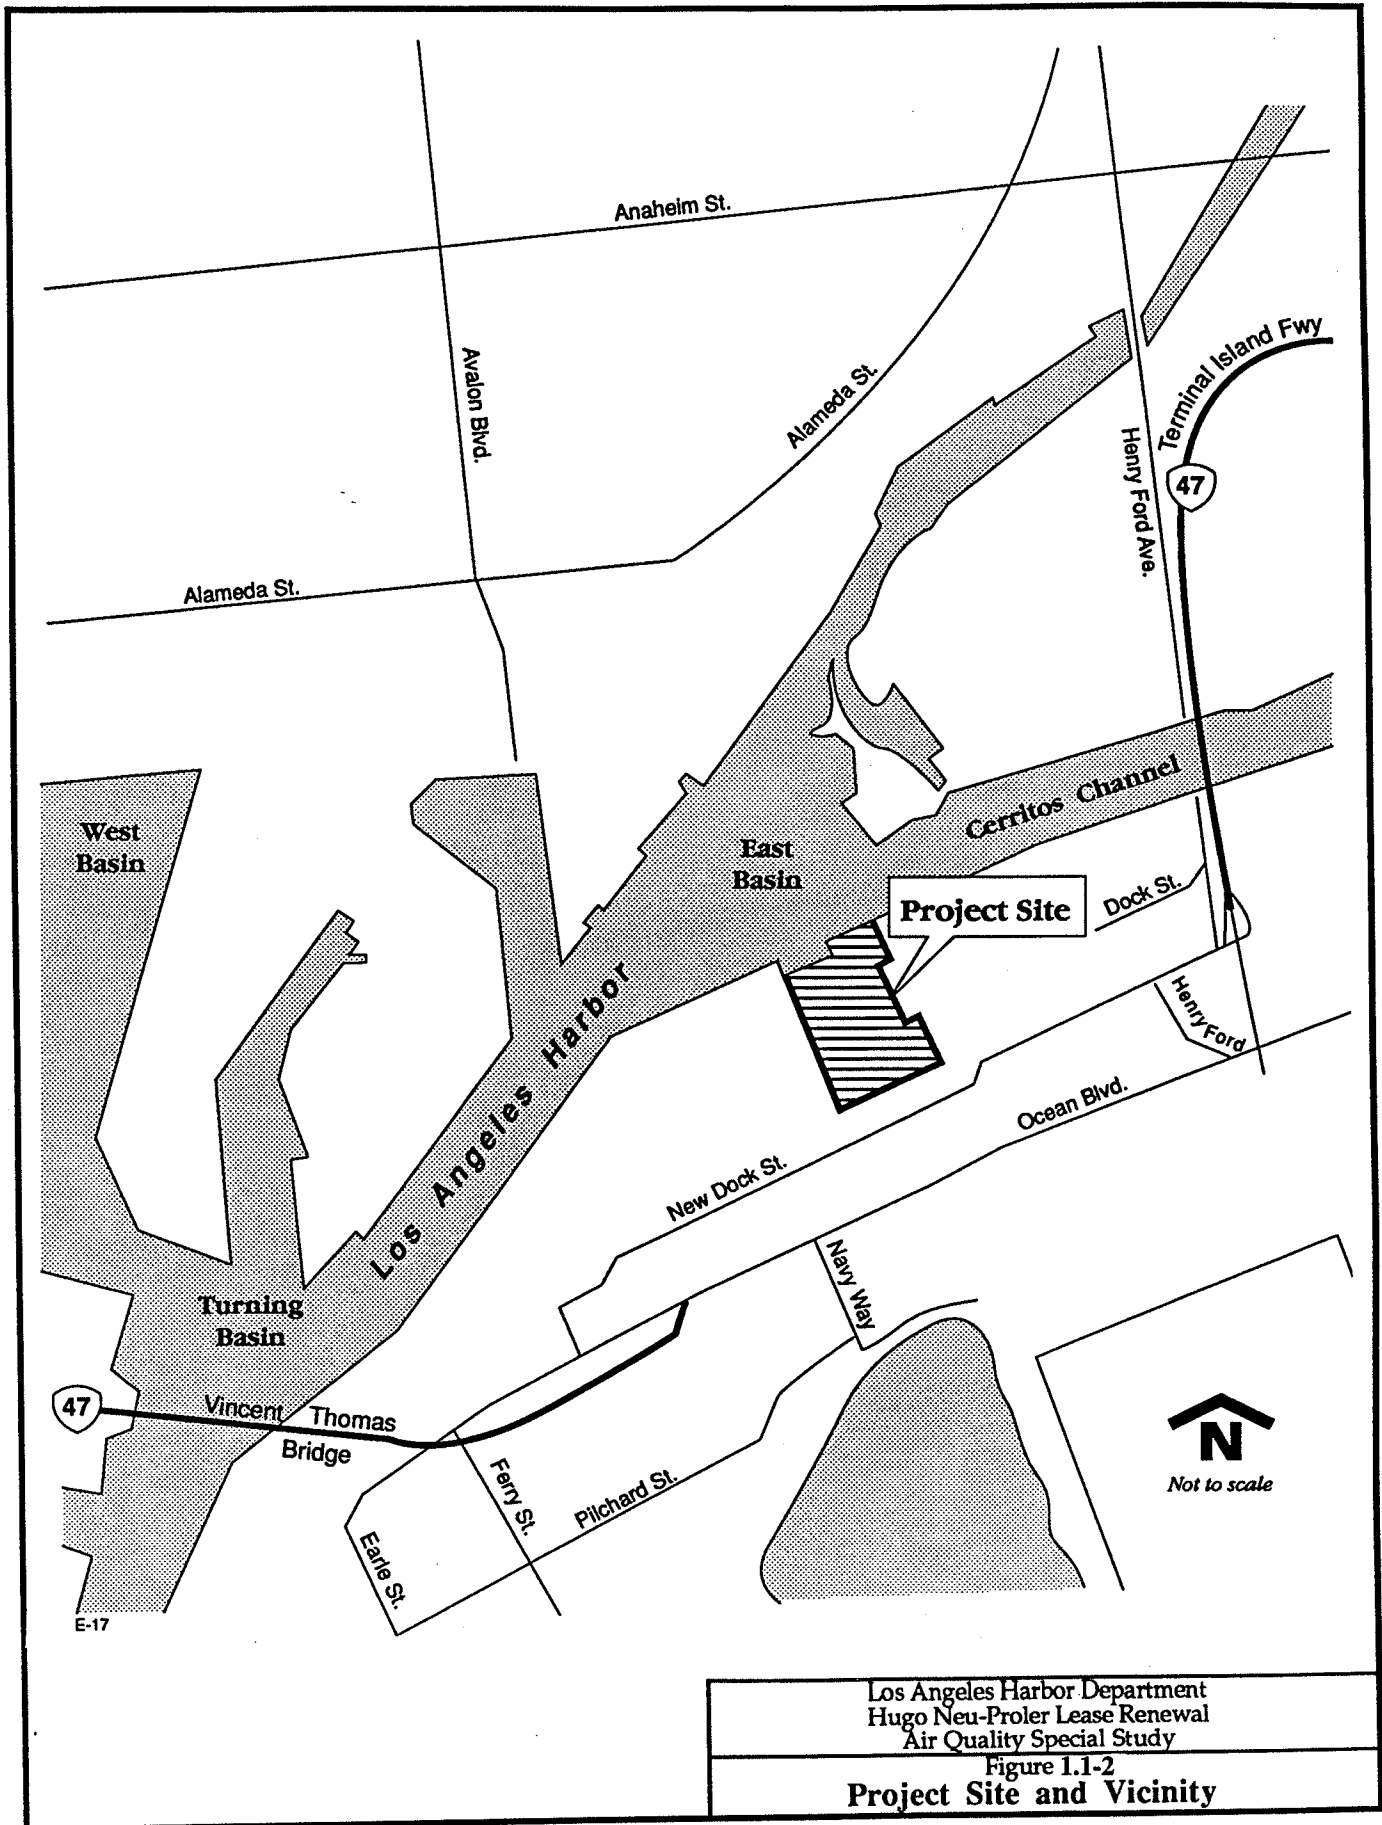 Anaheim St.
Avalon Blvd.
Alameda St.
Terminal Island Fwy
Henry Ford Ave.
47
Alameda St.
West
Basin
East
Basin
Cerritos Channel
Project Site
Dock St.
Los Angeles Harbor
Henry Ford
Ocean Blvd.
New Dock St.
Navy Way
Turning
Basin
47
Vincent Thomas
Bridge
Ferry St.
Pilchard St.
Earle St.
N
Not to scale
E-17
Los Angeles Harbor Department
Hugo Neu-Proler Lease Renewal
Air Quality Special Study
Figure 1.1-2
Project Site and Vicinity